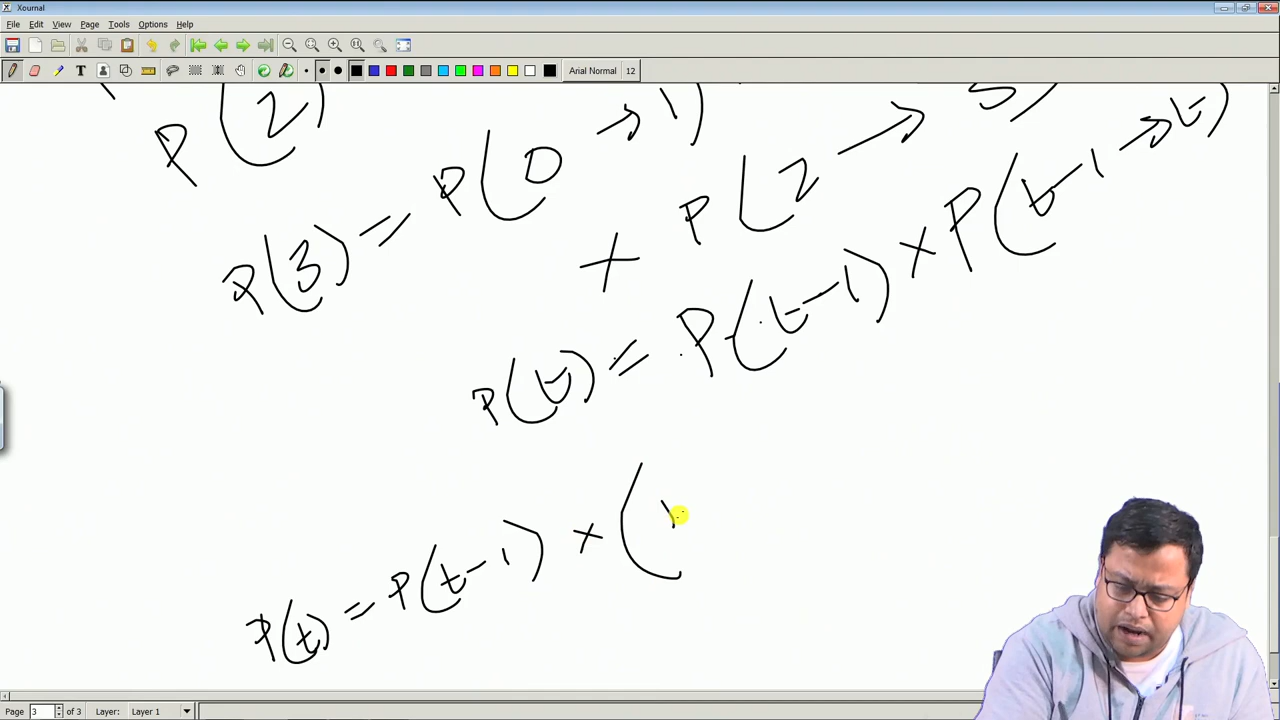 Xournal
File Edit View Page Tools Options Help
T Arial Normal 12
P(2)
P(3) = P(0 → 1)
× P(2 → 3)
P(t) = P(t-1) × P(t-1 → t)
P(t) = P(t-1) × (
Page 3 of 3 Layer: Layer 1